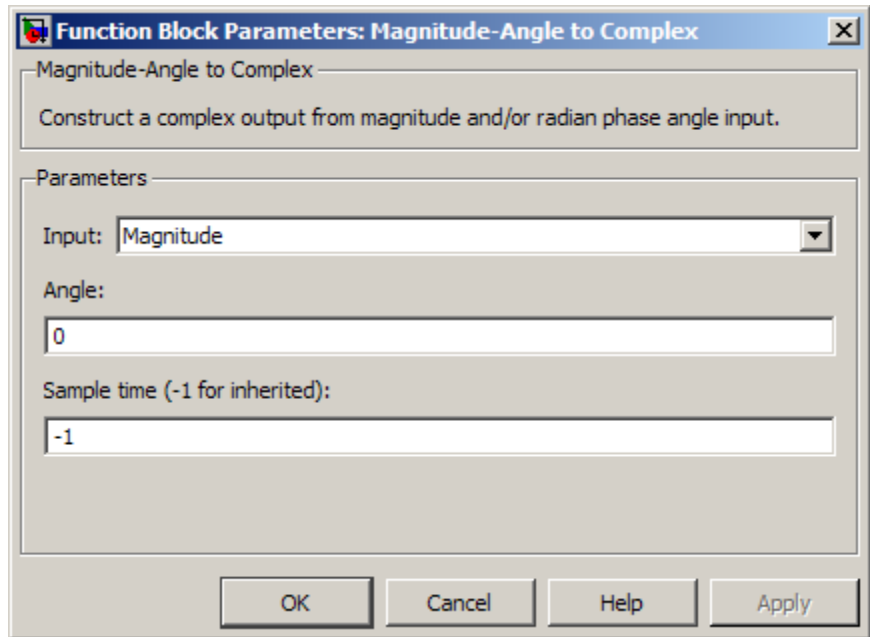 Function Block Parameters: Magnitude-Angle to Complex
Magnitude-Angle to Complex
Construct a complex output from magnitude and/or radian phase angle input.
Parameters
Input: Magnitude
Angle:
0
Sample time (-1 for inherited):
-1
OK Cancel Help Apply